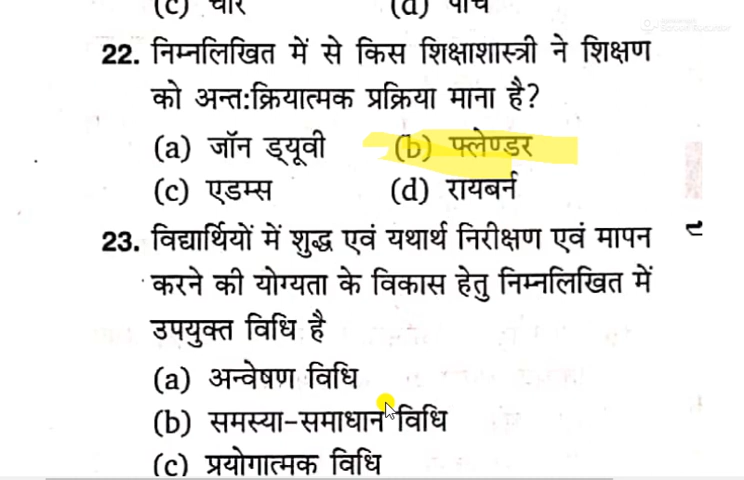 (c) चार (d) पाँच
22. निम्नलिखित में से किस शिक्षाशास्त्री ने शिक्षण
को अन्त:क्रियात्मक प्रक्रिया माना है?
(a) जॉन ड्यूवी (b) फ्लेण्डर
(c) एडम्स (d) रायबर्न
23. विद्यार्थियों में शुद्ध एवं यथार्थ निरीक्षण एवं मापन
करने की योग्यता के विकास हेतु निम्नलिखित में
उपयुक्त विधि है
(a) अन्वेषण विधि
(b) समस्या-समाधान विधि
(c) प्रयोगात्मक विधि